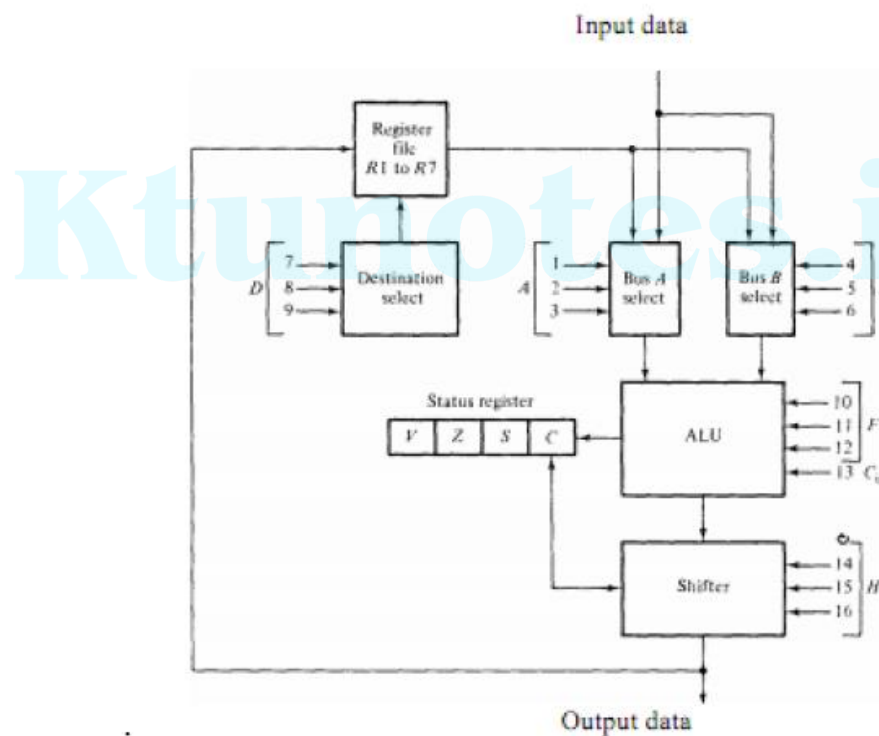 Input data
Register
file
R1 to R7
Ktunotes.i
D
7
8
9
Destination
select
A
1
2
3
Bus A
select
Bus B
select
4
5
6
Status register
V Z S C
ALU
10
11
12
F
13
Shifter
14
15
16
H
Output data